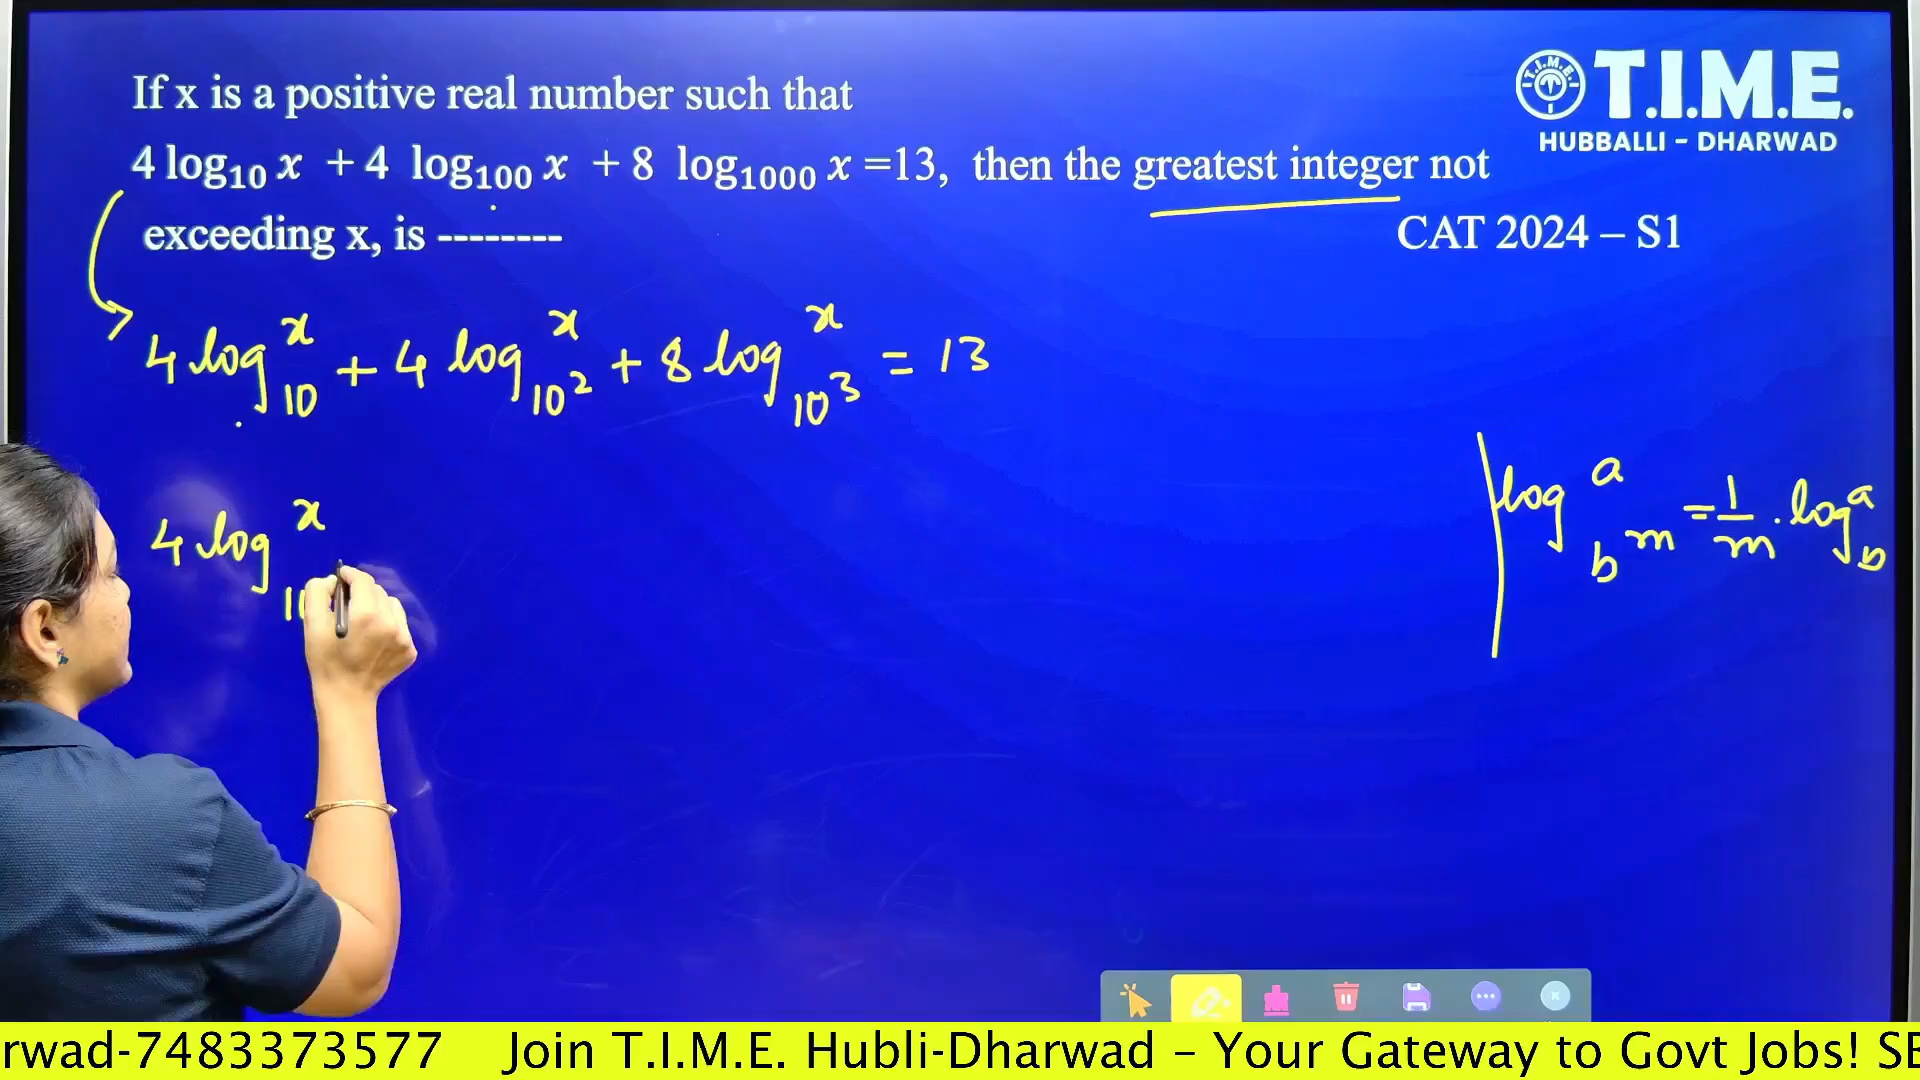 If x is a positive real number such that
4 log₁₀ x + 4 log₁₀₀ x + 8 log₁₀₀₀ x =13, then the greatest integer not
exceeding x, is --------
CAT 2024 – S1
T.I.M.E.
T.I.M.E.
HUBBALLI - DHARWAD
4 log₁₀ x + 4 log₁₀² x + 8 log₁₀³ x = 13
log_b^m a = 1/m . log_b a
4 log x
rwad-7483373577 Join T.I.M.E. Hubli-Dharwad – Your Gateway to Govt Jobs! SE